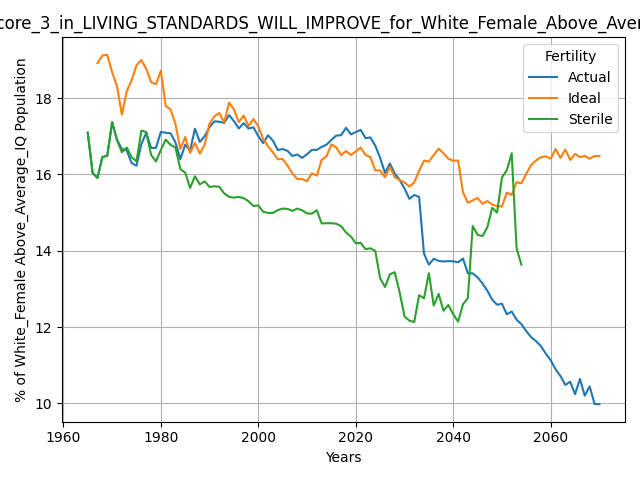 core_3_in_LIVING_STANDARDS_WILL_IMPROVE_for_White_Female_Above_Aver
% of White_Female Above_Average_IQ Population
18
16
14
12
10
Fertility
Actual
Ideal
Sterile
1960
1980
2000
2020
2040
2060
Years